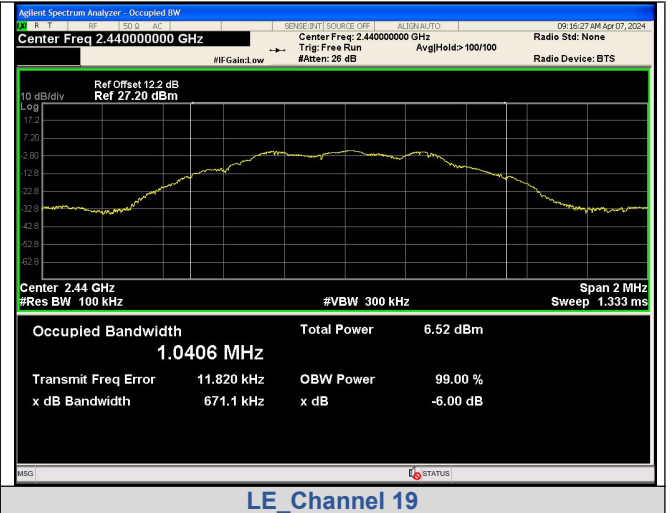 Agilent Spectrum Analyzer - Occupied BW
R T RF 50 Ω AC SENSE:INT SOURCE OFF ALIGN AUTO 09:16:27 AM Apr 07, 2024
Center Freq 2.440000000 GHz Center Freq: 2.440000000 GHz Radio Std: None
Trig: Free Run Avg|Hold:>100/100
#IFGain:Low #Atten: 26 dB Radio Device: BTS
Ref Offset 12.2 dB
10 dB/div Ref 27.20 dBm
Log
17.2
7.20
-2.80
-12.8
-22.8
-32.8
-42.8
-52.8
-62.8
Center 2.44 GHz Span 2 MHz
#Res BW 100 kHz #VBW 300 kHz Sweep 1.333 ms
Occupied Bandwidth Total Power 6.52 dBm
1.0406 MHz
Transmit Freq Error 11.820 kHz OBW Power 99.00 %
x dB Bandwidth 671.1 kHz x dB -6.00 dB
MSG STATUS
LE_Channel 19